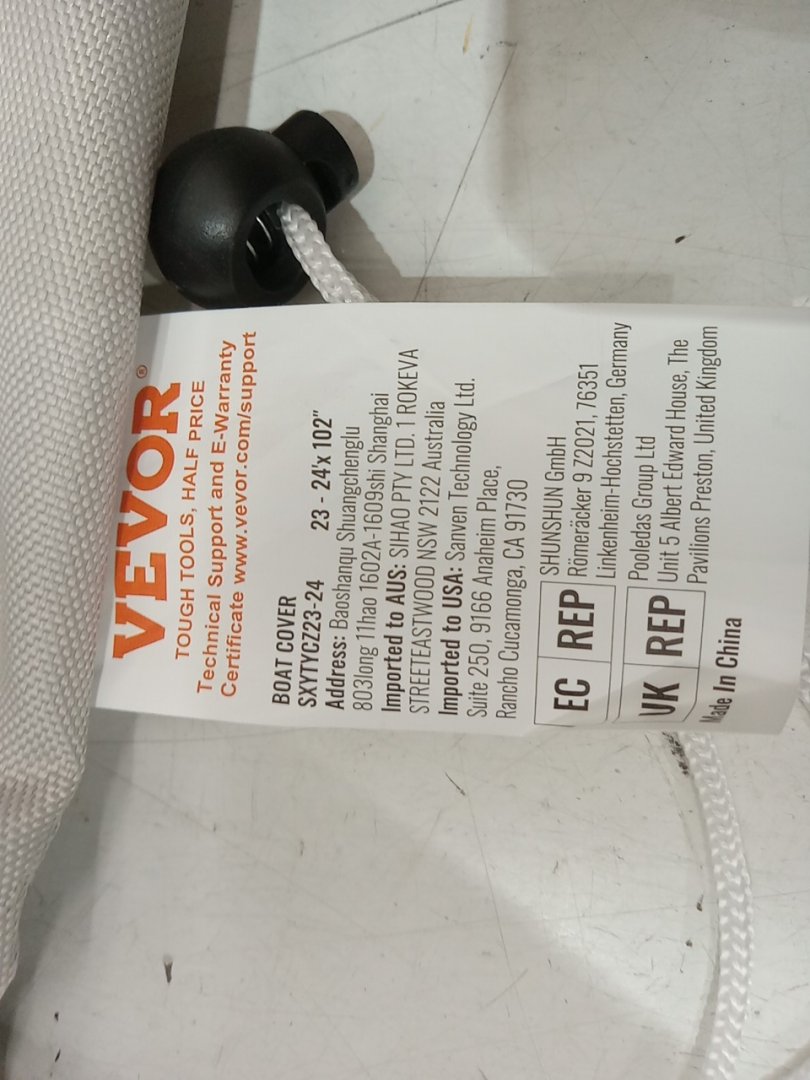 VEVOR®
TOUGH TOOLS, HALF PRICE
Technical Support and E-Warranty
Certificate www.vevor.com/support
BOAT COVER
SXYTYCZ23-24 23 - 24'x 102"
Address: Baoshanqu Shuangchenglu
803long 11hao 1602A-1609shi Shanghai
Imported to AUS: SIHAO PTY LTD. 1 ROKEVA
STREETEASTWOOD NSW 2122 Australia
Imported to USA: Sanven Technology Ltd.
Suite 250, 9166 Anaheim Place,
Rancho Cucamonga, CA 91730
EC REP
SHUNSHUN GmbH
Römeräcker 9 Z2021, 76351
Linkenheim-Hochstetten, Germany
UK REP
Pooledas Group Ltd
Unit 5 Albert Edward House, The
Pavilions Preston, United Kingdom
Made In China